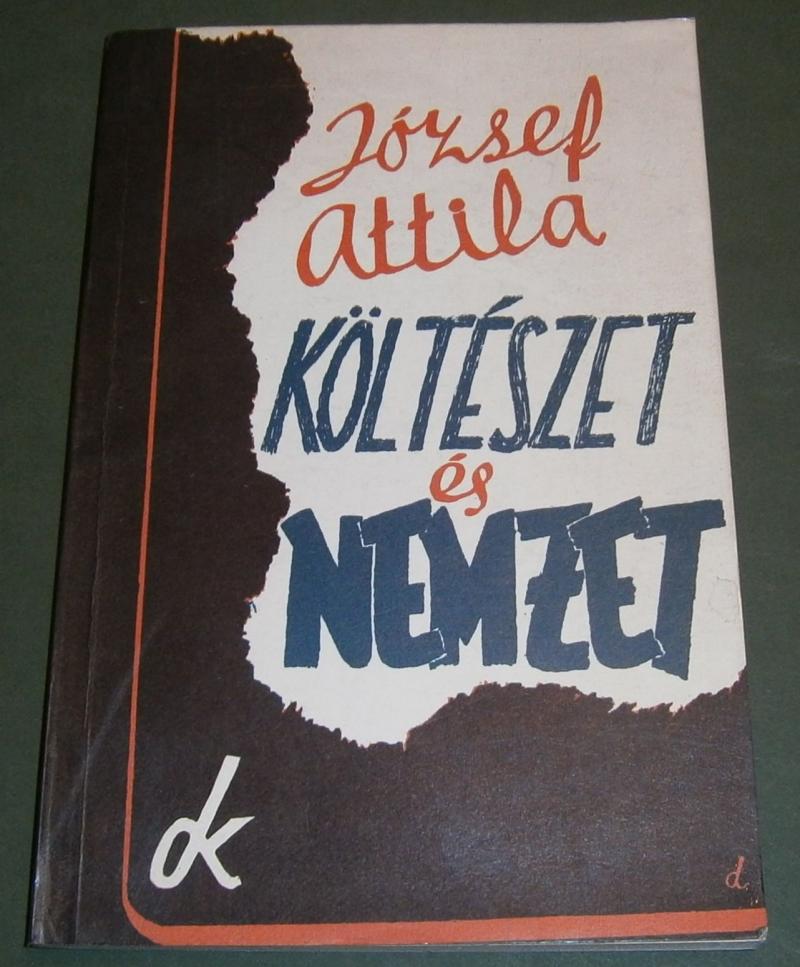 József
Attila
KÖLTÉSZET
és
NEMZET
dk
d